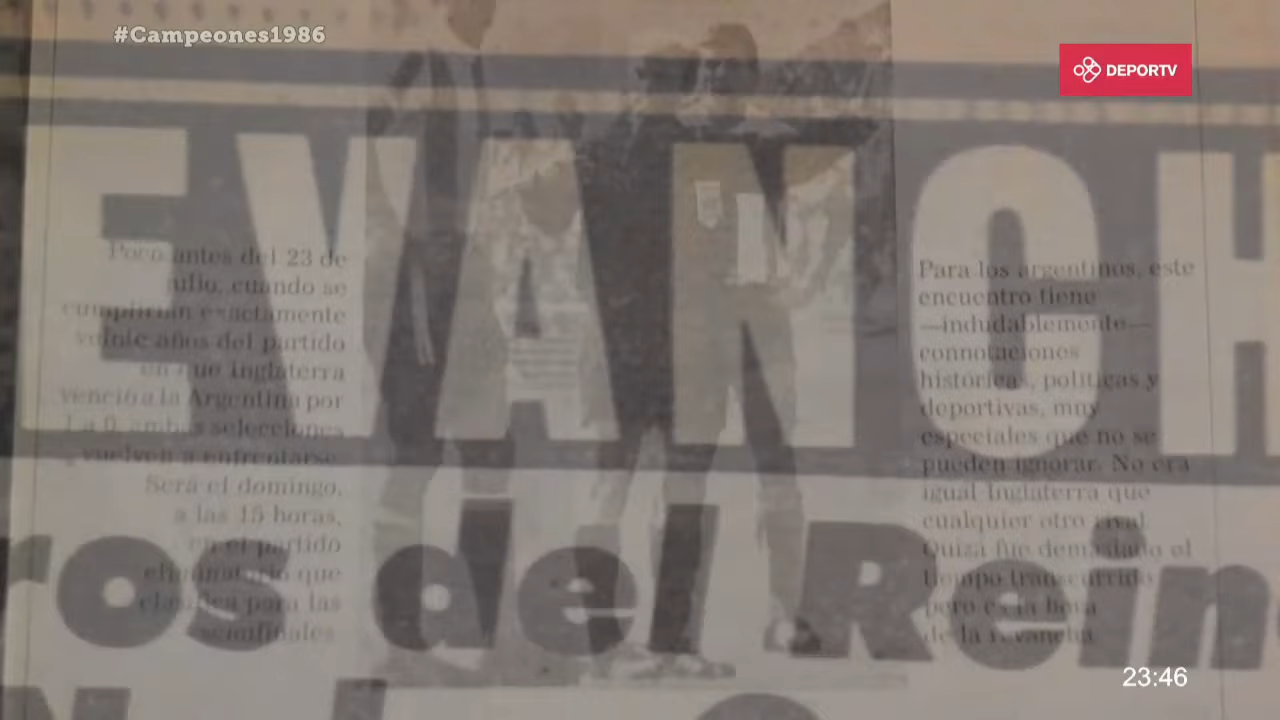 #Campeones1986
DEPORTV
EVANCH
ros del Rein
Poco antes del 23 de
julio, cuando se
cumplirían exactamente
veinte años del partido
en que Inglaterra
venció a la Argentina por
1 a 0, ambas selecciones
vuelven a enfrentarse.
Será el domingo,
a las 15 horas,
en el partido
eliminatorio que
clasifica para las
semifinales
Para los argentinos, este
encuentro tiene
—indudablemente—
connotaciones
históricas, políticas y
deportivas, muy
especiales que no se
pueden ignorar. No era
igual Inglaterra que
cualquier otro rival.
Quizá fue demasiado el
tiempo transcurrido
pero es la hora
de la revancha.
23:46